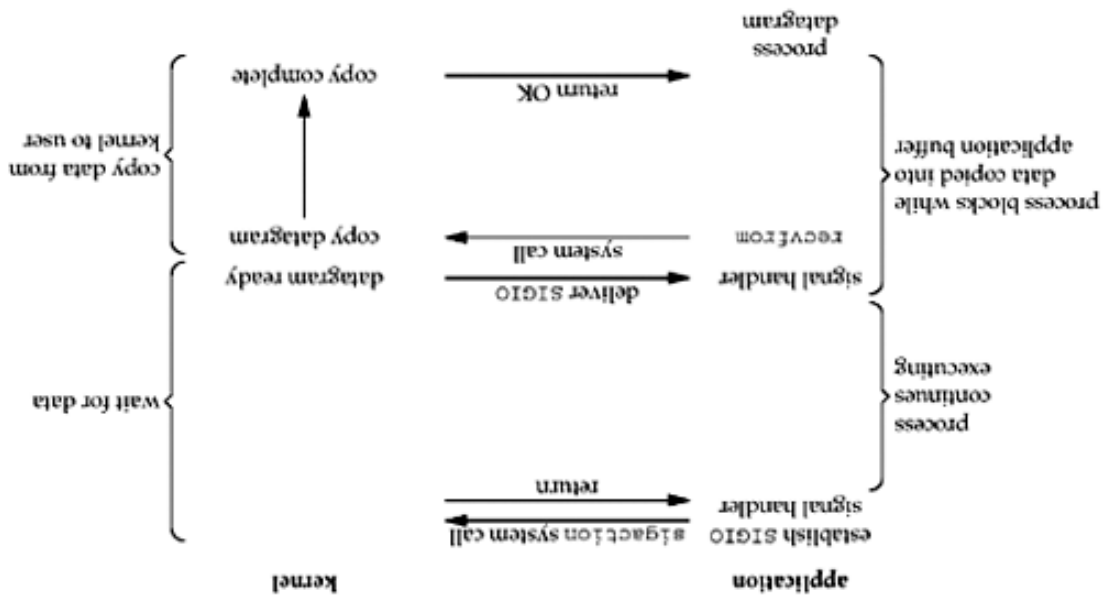 application
kernel
establish SIGIO
sigaction system call
signal handler
return
process
continues
executing
wait for data
signal handler
deliver SIGIO
datagram ready
recvfrom
system call
copy datagram
process blocks while
data copied into
application buffer
copy data from
kernel to user
return OK
copy complete
process
datagram